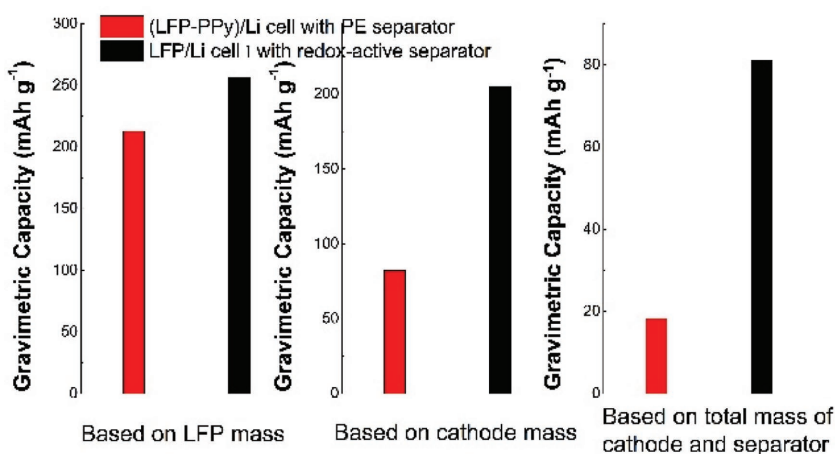 (LFP-PPy)/Li cell with PE separator
LFP/Li cell ı with redox-active separator
Gravimetric Capacity (mAh g-1)
300
250
200
150
100
50
0
Based on LFP mass
Gravimetric Capacity (mAh g-1)
200
150
100
50
0
Based on cathode mass
Gravimetric Capacity (mAh g-1)
80
60
40
20
0
Based on total mass of
cathode and separator